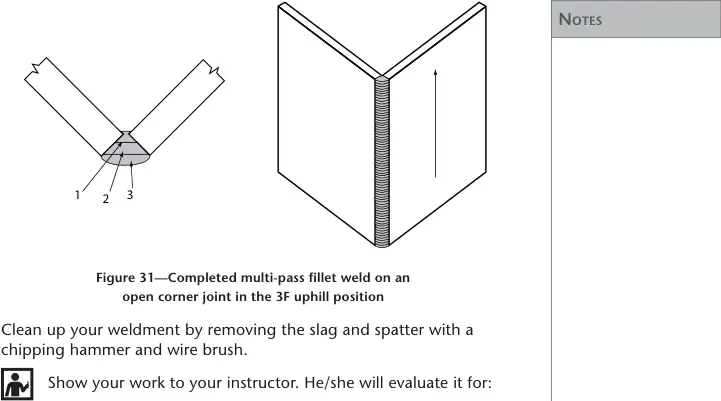 NOTES
1 2 3
Figure 31—Completed multi-pass fillet weld on an
open corner joint in the 3F uphill position
Clean up your weldment by removing the slag and spatter with a
chipping hammer and wire brush.
Show your work to your instructor. He/she will evaluate it for: